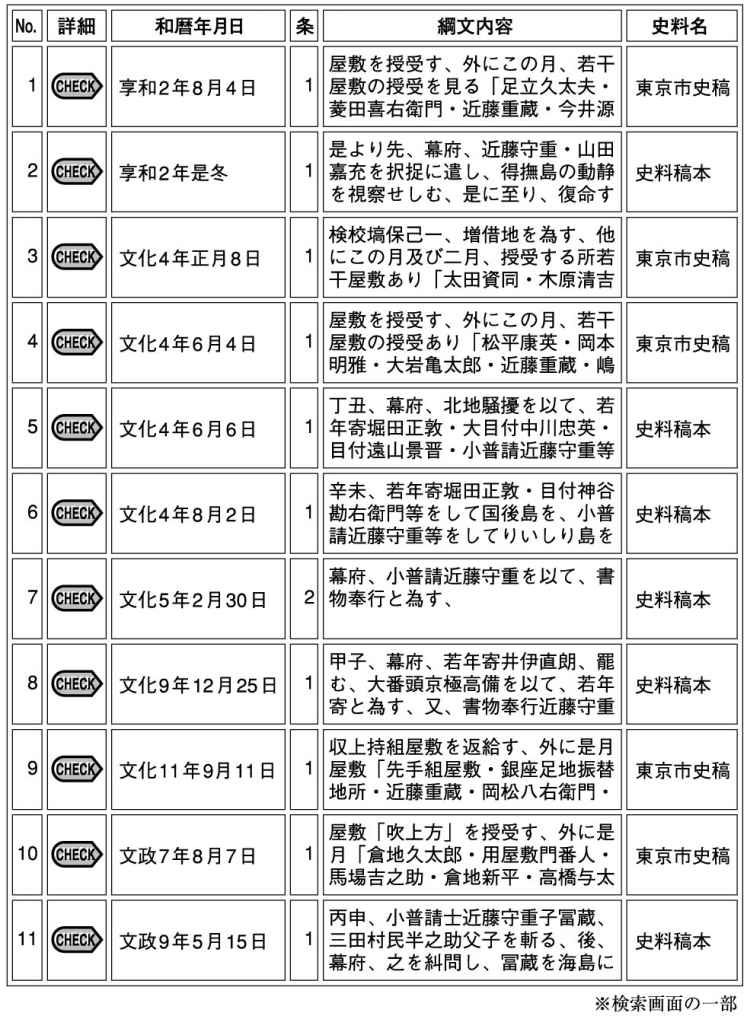 No. 詳細 和暦年月日 条 綱文内容 史料名
1 CHECK 享和2年8月4日 1 屋敷を授受す、外にこの月、若干
屋敷の授受を見る「足立久太夫・
菱田喜右衛門・近藤重蔵・今井源
東京市史稿
2 CHECK 享和2年是冬 1 是より先、幕府、近藤守重・山田
嘉充を択捉に遣し、得撫島の動静
を視察せしむ、是に至り、復命す
史料稿本
3 CHECK 文化4年正月8日 1 検校塙保己一、増借地を為す、他
にこの月及び二月、授受する所若
干屋敷あり「太田資同・木原清吉
東京市史稿
4 CHECK 文化4年6月4日 1 屋敷を授受す、外にこの月、若干
屋敷の授受あり「松平康英・岡本
明雅・大岩亀太郎・近藤重蔵・嶋
東京市史稿
5 CHECK 文化4年6月6日 1 丁丑、幕府、北地騒擾を以て、若
年寄堀田正敦・大目付中川忠英・
目付遠山景晋・小普請近藤守重等
史料稿本
6 CHECK 文化4年8月2日 1 辛未、若年寄堀田正敦・目付神谷
勘右衛門等をして国後島を、小普
請近藤守重等をしてりいしり島を
史料稿本
7 CHECK 文化5年2月30日 2 幕府、小普請近藤守重を以て、書
物奉行と為す、
史料稿本
8 CHECK 文化9年12月25日 1 甲子、幕府、若年寄井伊直朗、罷
む、大番頭京極高備を以て、若年
寄と為す、又、書物奉行近藤守重
史料稿本
9 CHECK 文化11年9月11日 1 収上持組屋敷を返給す、外に是月
屋敷「先手組屋敷・銀座足地振替
地所・近藤重蔵・岡松八右衛門・
東京市史稿
10 CHECK 文政7年8月7日 1 屋敷「吹上方」を授受す、外に是
月「倉地久太郎・用屋敷門番人・
馬場吉之助・倉地新平・高橋与太
東京市史稿
11 CHECK 文政9年5月15日 1 丙申、小普請士近藤守重子冨蔵、
三田村民半之助父子を斬る、後、
幕府、之を糾問し、冨蔵を海島に
史料稿本
※検索画面の一部